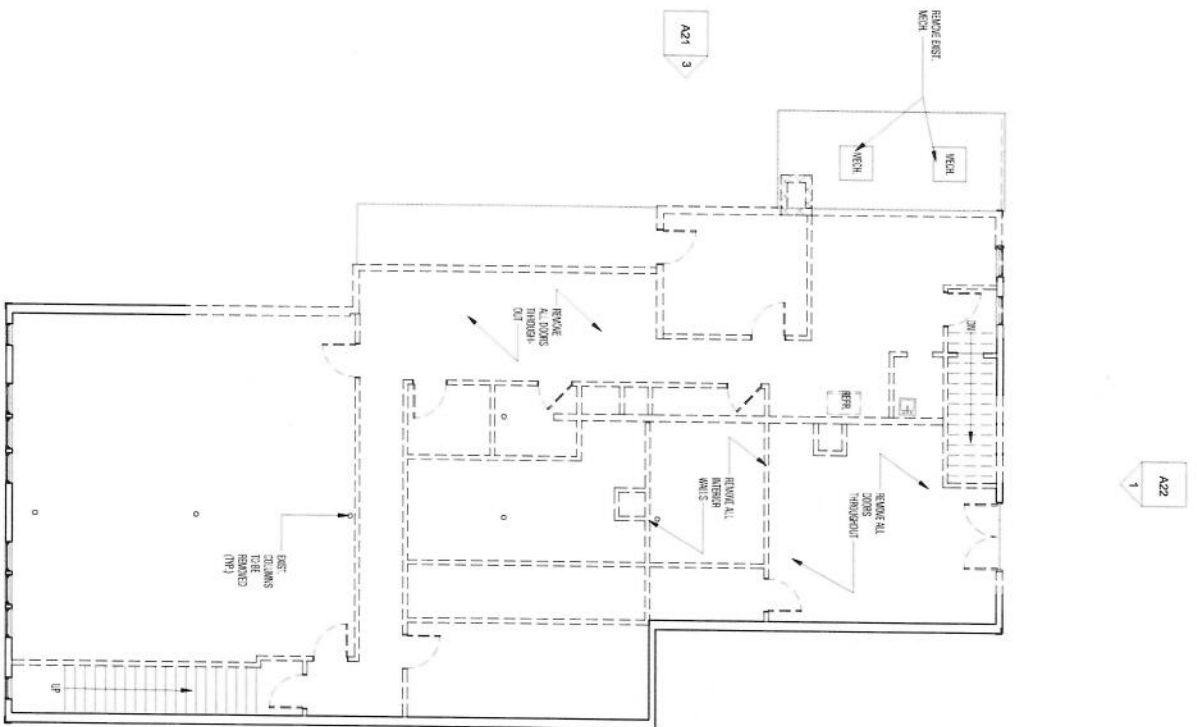 REMOVE EXIST.
MECH.
A21
3
MECH.
MECH.
A22
1
DN
REMOVE
ALL DOORS
THROUGH-
OUT
REFR.
REMOVE ALL
INTERIOR
WALLS
REMOVE ALL
DOORS
THROUGHOUT
EXIST.
COLUMNS
TO BE
REMOVED
(TYP.)
UP